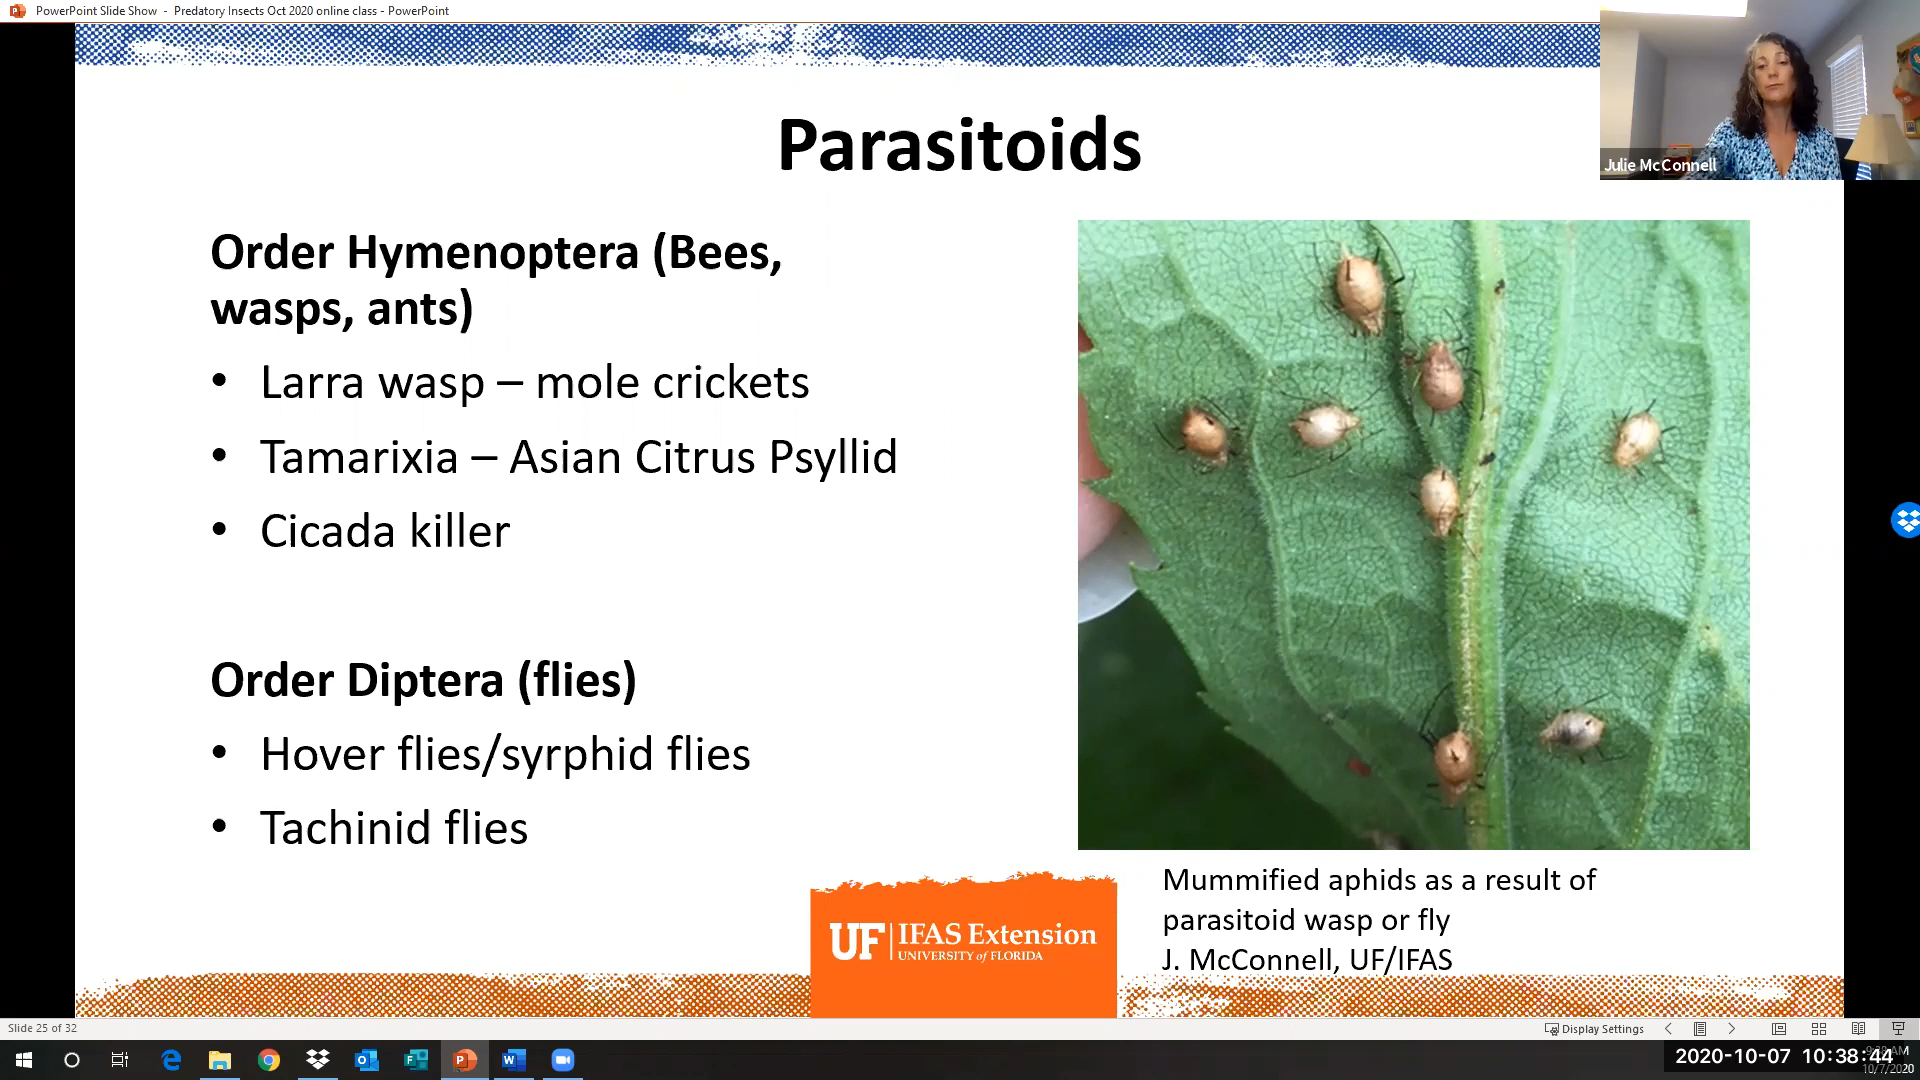 PowerPoint Slide Show - Predatory Insects Oct 2020 online class - PowerPoint
Julie McConnell
Parasitoids
Order Hymenoptera (Bees,
wasps, ants)
• Larra wasp – mole crickets
• Tamarixia – Asian Citrus Psyllid
• Cicada killer
Order Diptera (flies)
• Hover flies/syrphid flies
• Tachinid flies
Mummified aphids as a result of
parasitoid wasp or fly
J. McConnell, UF/IFAS
UF IFAS Extension
UNIVERSITY of FLORIDA
Slide 25 of 32
Display Settings
2020-10-07 10:38:44
10/7/2020